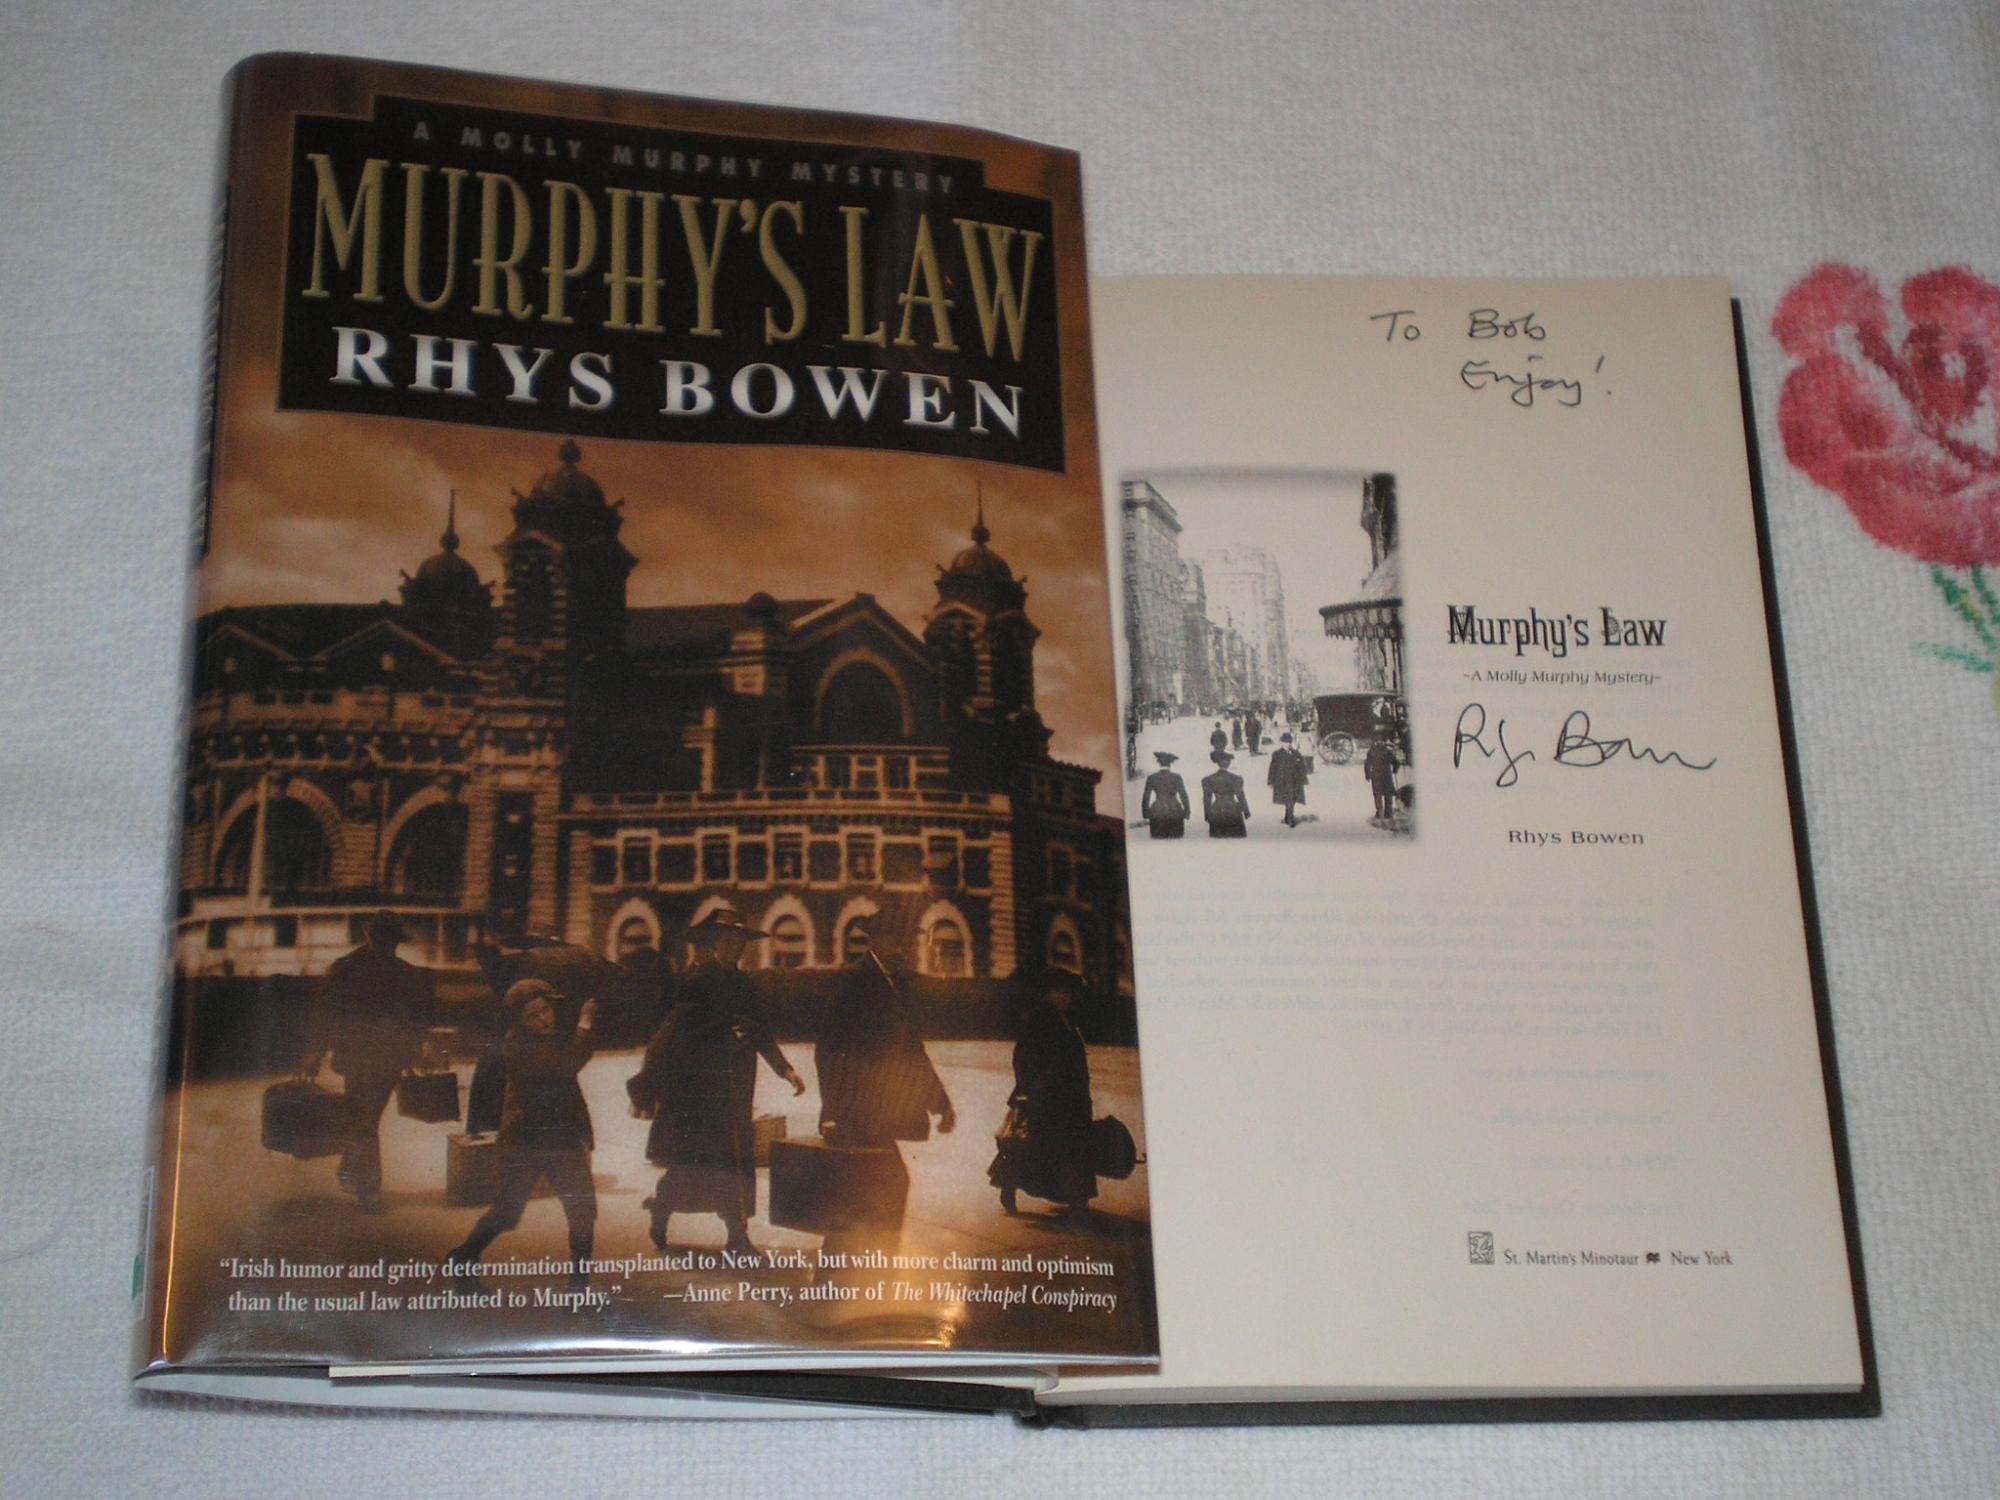 A MOLLY MURPHY MYSTERY
MURPHY'S LAW
RHYS BOWEN
“Irish humor and gritty determination transplanted to New York, but with more charm and optimism
than the usual law attributed to Murphy.” —Anne Perry, author of The Whitechapel Conspiracy
To Bob
Enjoy!
Murphy's Law
~A Molly Murphy Mystery~
Rhys Bowen
Rhys Bowen
St. Martin's Minotaur New York